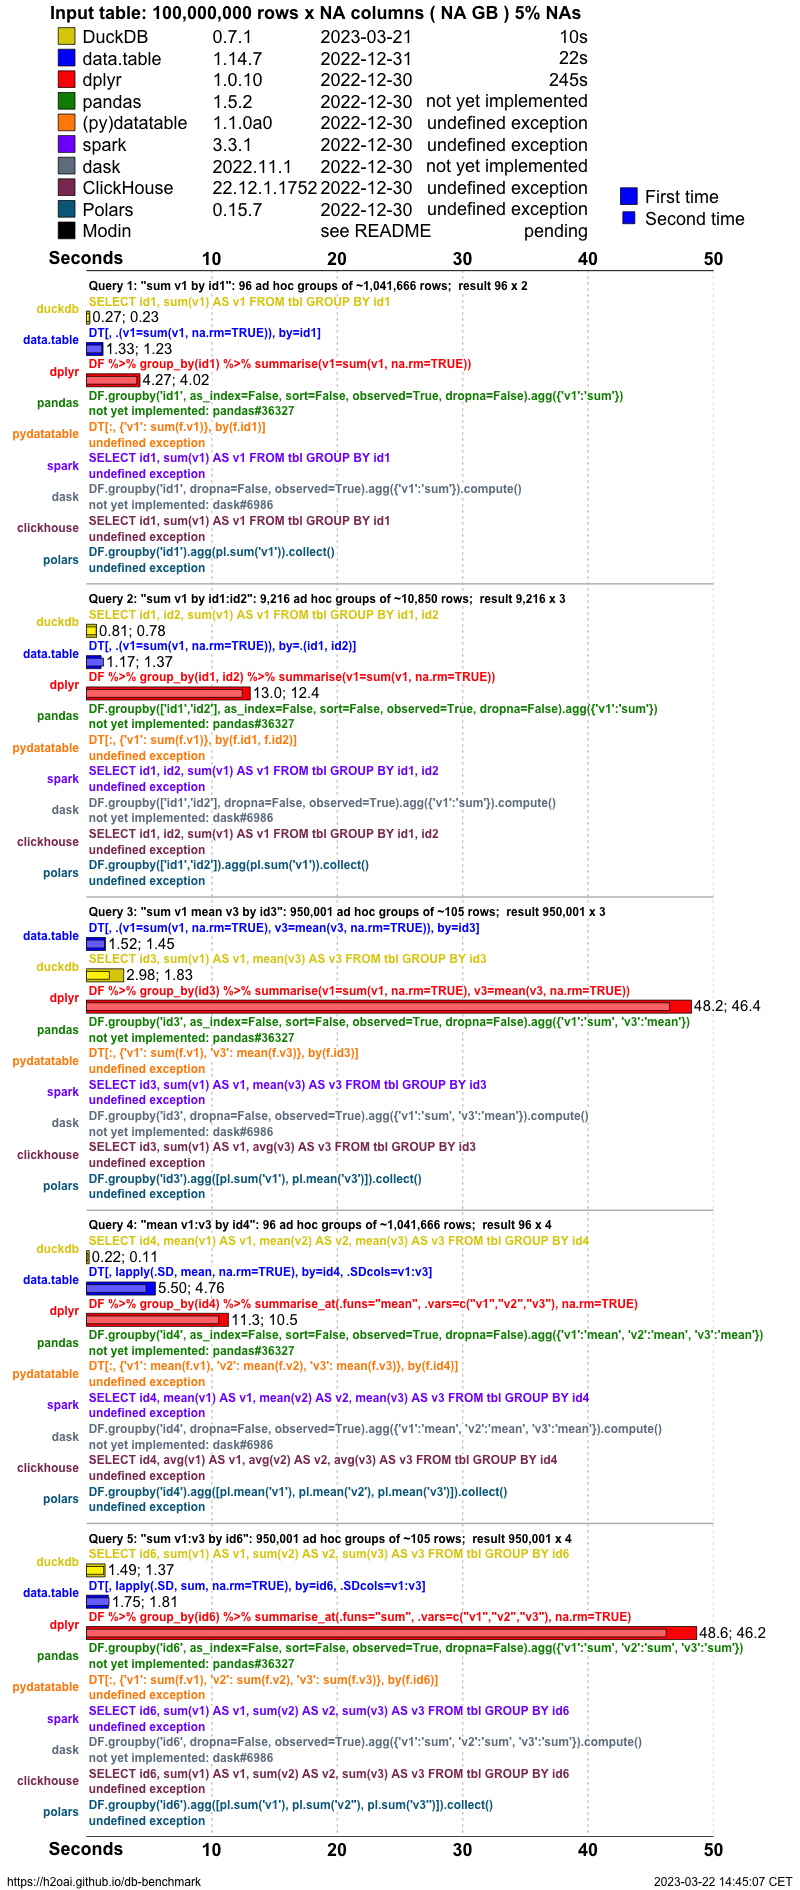 Input table: 100,000,000 rows x NA columns ( NA GB ) 5% NAs
DuckDB 0.7.1 2023-03-21 10s
data.table 1.14.7 2022-12-31 22s
dplyr 1.0.10 2022-12-30 245s
pandas 1.5.2 2022-12-30 not yet implemented
(py)datatable 1.1.0a0 2022-12-30 undefined exception
spark 3.3.1 2022-12-30 undefined exception
dask 2022.11.1 2022-12-30 not yet implemented
ClickHouse 22.12.1.1752 2022-12-30 undefined exception
Polars 0.15.7 2022-12-30 undefined exception
Modin see README pending
First time
Second time
Seconds 10 20 30 40 50
Query 1: "sum v1 by id1": 96 ad hoc groups of ~1,041,666 rows; result 96 x 2
SELECT id1, sum(v1) AS v1 FROM tbl GROUP BY id1
duckdb 0.27; 0.23
DT[, .(v1=sum(v1, na.rm=TRUE)), by=id1]
data.table 1.33; 1.23
DF %>% group_by(id1) %>% summarise(v1=sum(v1, na.rm=TRUE))
dplyr 4.27; 4.02
DF.groupby('id1', as_index=False, sort=False, observed=True, dropna=False).agg({'v1':'sum'})
pandas not yet implemented: pandas#36327
DT[:, {'v1': sum(f.v1)}, by(f.id1)]
pydatatable undefined exception
SELECT id1, sum(v1) AS v1 FROM tbl GROUP BY id1
spark undefined exception
DF.groupby('id1', dropna=False, observed=True).agg({'v1':'sum'}).compute()
dask not yet implemented: dask#6986
SELECT id1, sum(v1) AS v1 FROM tbl GROUP BY id1
clickhouse undefined exception
DF.groupby('id1').agg(pl.sum('v1')).collect()
polars undefined exception
Query 2: "sum v1 by id1:id2": 9,216 ad hoc groups of ~10,850 rows; result 9,216 x 3
SELECT id1, id2, sum(v1) AS v1 FROM tbl GROUP BY id1, id2
duckdb 0.81; 0.78
DT[, .(v1=sum(v1, na.rm=TRUE)), by=.(id1, id2)]
data.table 1.17; 1.37
DF %>% group_by(id1, id2) %>% summarise(v1=sum(v1, na.rm=TRUE))
dplyr 13.0; 12.4
DF.groupby(['id1','id2'], as_index=False, sort=False, observed=True, dropna=False).agg({'v1':'sum'})
pandas not yet implemented: pandas#36327
DT[:, {'v1': sum(f.v1)}, by(f.id1, f.id2)]
pydatatable undefined exception
SELECT id1, id2, sum(v1) AS v1 FROM tbl GROUP BY id1, id2
spark undefined exception
DF.groupby(['id1','id2'], dropna=False, observed=True).agg({'v1':'sum'}).compute()
dask not yet implemented: dask#6986
SELECT id1, id2, sum(v1) AS v1 FROM tbl GROUP BY id1, id2
clickhouse undefined exception
DF.groupby(['id1','id2']).agg(pl.sum('v1')).collect()
polars undefined exception
Query 3: "sum v1 mean v3 by id3": 950,001 ad hoc groups of ~105 rows; result 950,001 x 3
DT[, .(v1=sum(v1, na.rm=TRUE), v3=mean(v3, na.rm=TRUE)), by=id3]
data.table 1.52; 1.45
SELECT id3, sum(v1) AS v1, mean(v3) AS v3 FROM tbl GROUP BY id3
duckdb 2.98; 1.83
DF %>% group_by(id3) %>% summarise(v1=sum(v1, na.rm=TRUE), v3=mean(v3, na.rm=TRUE))
dplyr 48.2; 46.4
DF.groupby('id3', as_index=False, sort=False, observed=True, dropna=False).agg({'v1':'sum', 'v3':'mean'})
pandas not yet implemented: pandas#36327
DT[:, {'v1': sum(f.v1), 'v3': mean(f.v3)}, by(f.id3)]
pydatatable undefined exception
SELECT id3, sum(v1) AS v1, mean(v3) AS v3 FROM tbl GROUP BY id3
spark undefined exception
DF.groupby('id3', dropna=False, observed=True).agg({'v1':'sum', 'v3':'mean'}).compute()
dask not yet implemented: dask#6986
SELECT id3, sum(v1) AS v1, avg(v3) AS v3 FROM tbl GROUP BY id3
clickhouse undefined exception
DF.groupby('id3').agg([pl.sum('v1'), pl.mean('v3')]).collect()
polars undefined exception
Query 4: "mean v1:v3 by id4": 96 ad hoc groups of ~1,041,666 rows; result 96 x 4
SELECT id4, mean(v1) AS v1, mean(v2) AS v2, mean(v3) AS v3 FROM tbl GROUP BY id4
duckdb 0.22; 0.11
DT[, lapply(.SD, mean, na.rm=TRUE), by=id4, .SDcols=v1:v3]
data.table 5.50; 4.76
DF %>% group_by(id4) %>% summarise_at(.funs="mean", .vars=c("v1","v2","v3"), na.rm=TRUE)
dplyr 11.3; 10.5
DF.groupby('id4', as_index=False, sort=False, observed=True, dropna=False).agg({'v1':'mean', 'v2':'mean', 'v3':'mean'})
pandas not yet implemented: pandas#36327
DT[:, {'v1': mean(f.v1), 'v2': mean(f.v2), 'v3': mean(f.v3)}, by(f.id4)]
pydatatable undefined exception
SELECT id4, mean(v1) AS v1, mean(v2) AS v2, mean(v3) AS v3 FROM tbl GROUP BY id4
spark undefined exception
DF.groupby('id4', dropna=False, observed=True).agg({'v1':'mean', 'v2':'mean', 'v3':'mean'}).compute()
dask not yet implemented: dask#6986
SELECT id4, avg(v1) AS v1, avg(v2) AS v2, avg(v3) AS v3 FROM tbl GROUP BY id4
clickhouse undefined exception
DF.groupby('id4').agg([pl.mean('v1'), pl.mean('v2'), pl.mean('v3')]).collect()
polars undefined exception
Query 5: "sum v1:v3 by id6": 950,001 ad hoc groups of ~105 rows; result 950,001 x 4
SELECT id6, sum(v1) AS v1, sum(v2) AS v2, sum(v3) AS v3 FROM tbl GROUP BY id6
duckdb 1.49; 1.37
DT[, lapply(.SD, sum, na.rm=TRUE), by=id6, .SDcols=v1:v3]
data.table 1.75; 1.81
DF %>% group_by(id6) %>% summarise_at(.funs="sum", .vars=c("v1","v2","v3"), na.rm=TRUE)
dplyr 48.6; 46.2
DF.groupby('id6', as_index=False, sort=False, observed=True, dropna=False).agg({'v1':'sum', 'v2':'sum', 'v3':'sum'})
pandas not yet implemented: pandas#36327
DT[:, {'v1': sum(f.v1), 'v2': sum(f.v2), 'v3': sum(f.v3)}, by(f.id6)]
pydatatable undefined exception
SELECT id6, sum(v1) AS v1, sum(v2) AS v2, sum(v3) AS v3 FROM tbl GROUP BY id6
spark undefined exception
DF.groupby('id6', dropna=False, observed=True).agg({'v1':'sum', 'v2':'sum', 'v3':'sum'}).compute()
dask not yet implemented: dask#6986
SELECT id6, sum(v1) AS v1, sum(v2) AS v2, sum(v3) AS v3 FROM tbl GROUP BY id6
clickhouse undefined exception
DF.groupby('id6').agg([pl.sum('v1'), pl.sum('v2"), pl.sum('v3")]).collect()
polars undefined exception
Seconds 10 20 30 40 50
https://h2oai.github.io/db-benchmark
2023-03-22 14:45:07 CET